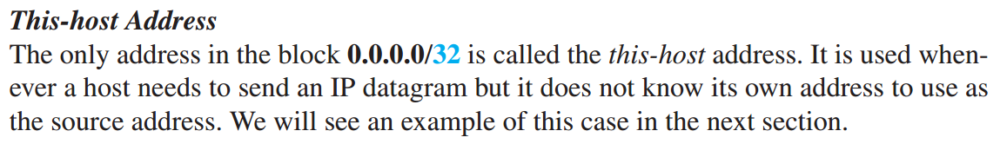 This-host Address
The only address in the block 0.0.0.0/32 is called the this-host address. It is used when-
ever a host needs to send an IP datagram but it does not know its own address to use as
the source address. We will see an example of this case in the next section.